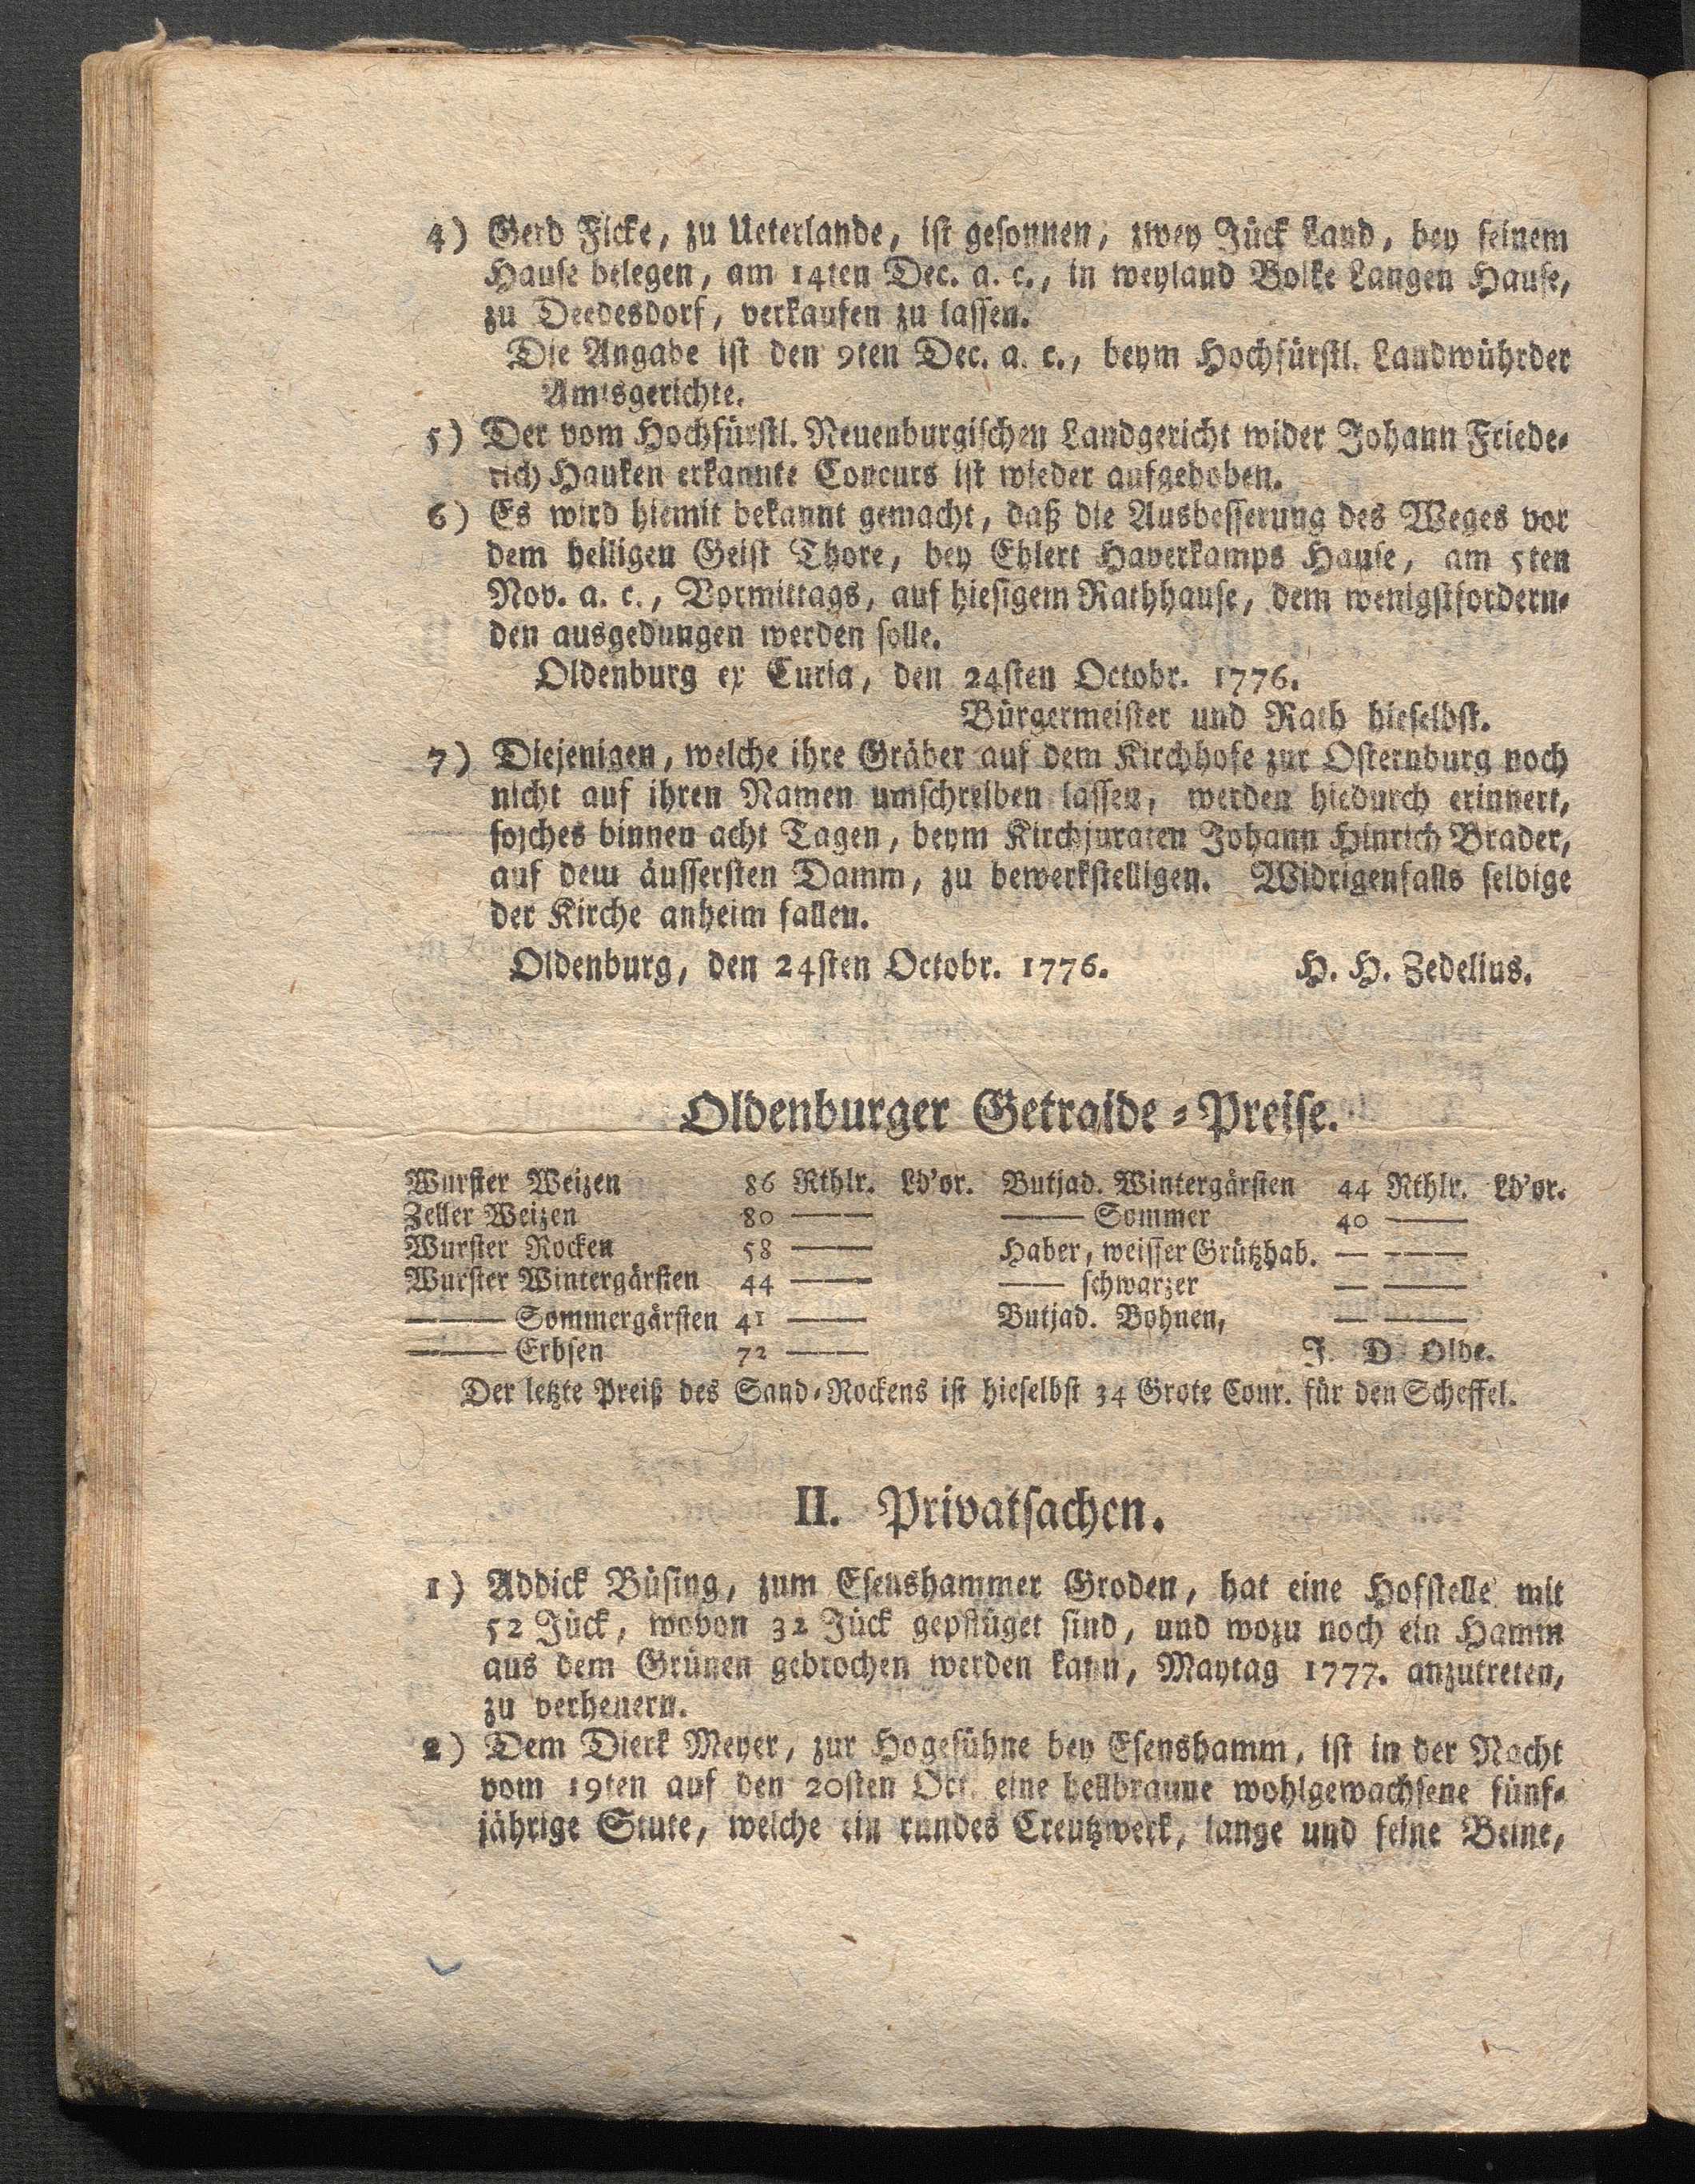 4) Gerd Ficke, zu Ueterlande, ist gesonnen, zwey Jück Land, bey seinem
Hause belegen, am 14ten Dec. a. c., in weyland Bolke Langen Hause,
zu Deedesdorf, verkaufen zu lassen.
Die Angabe ist den 9ten Dec. a. c., beym Hochfürstl. Landwührder
Amtsgerichte.
5) Der vom Hochfürstl. Neuenburgischen Landgericht wider Johann Friede-
rich Hauken erkannte Concurs ist wieder aufgehoben.
6) Es wird hiemit bekannt gemacht, daß die Ausbesserung des Weges vor
dem heiligen Geist Thore, bey Ehlert Haverkamps Hause, am 5ten
Nov. a. c., Vormittags, auf hiesigem Rathhause, dem wenigstfordern-
den ausgedungen werden solle.
Oldenburg ex Curia, den 24sten Octobr. 1776.
Bürgermeister und Rath hieselbst.
7) Diejenigen, welche ihre Gräber auf dem Kirchhofe zur Osternburg noch
nicht auf ihren Namen umschreiben lassen, werden hiedurch erinnert,
solches binnen acht Tagen, beym Kirchjuraten Johann Hinrich Brader,
auf dem äussersten Damm, zu bewerkstelligen. Widrigenfalls selbige
der Kirche anheim fallen.
Oldenburg, den 24sten Octobr. 1776. H. H. Zedelius.
Oldenburger Getraide-Preise.
Wurster Weizen 86 Rthlr. Ld'or. Butjad. Wintergärsten 44 Rthlr. Ld'or.
Zeller Weizen 80 —— —— Sommer 40 ——
Wurster Rocken 58 —— Haber, weisser Grützhab. — ——
Wurster Wintergärsten 44 —— —— schwarzer — ——
—— Sommergärsten 41 —— Butjad. Bohnen, — ——
—— Erbsen 72 —— J. D Olde.
Der letzte Preiß des Sand-Rockens ist hieselbst 34 Grote Cour. für den Scheffel.
II. Privatsachen.
1) Addick Büsing, zum Esenshammer Groden, hat eine Hofstelle mit
52 Jück, wovon 32 Jück gepflüget sind, und wozu noch ein Hamm
aus dem Grünen gebrochen werden kann, Maytag 1777. anzutreten,
zu verheuern.
2) Dem Dierk Meyer, zur Hogesühne bey Esenshamm, ist in der Nacht
vom 19ten auf den 20sten Oct. eine hellbraune wohlgewachsene fünf-
jährige Stute, welche ein rundes Creutzwerk, lange und feine Beine,